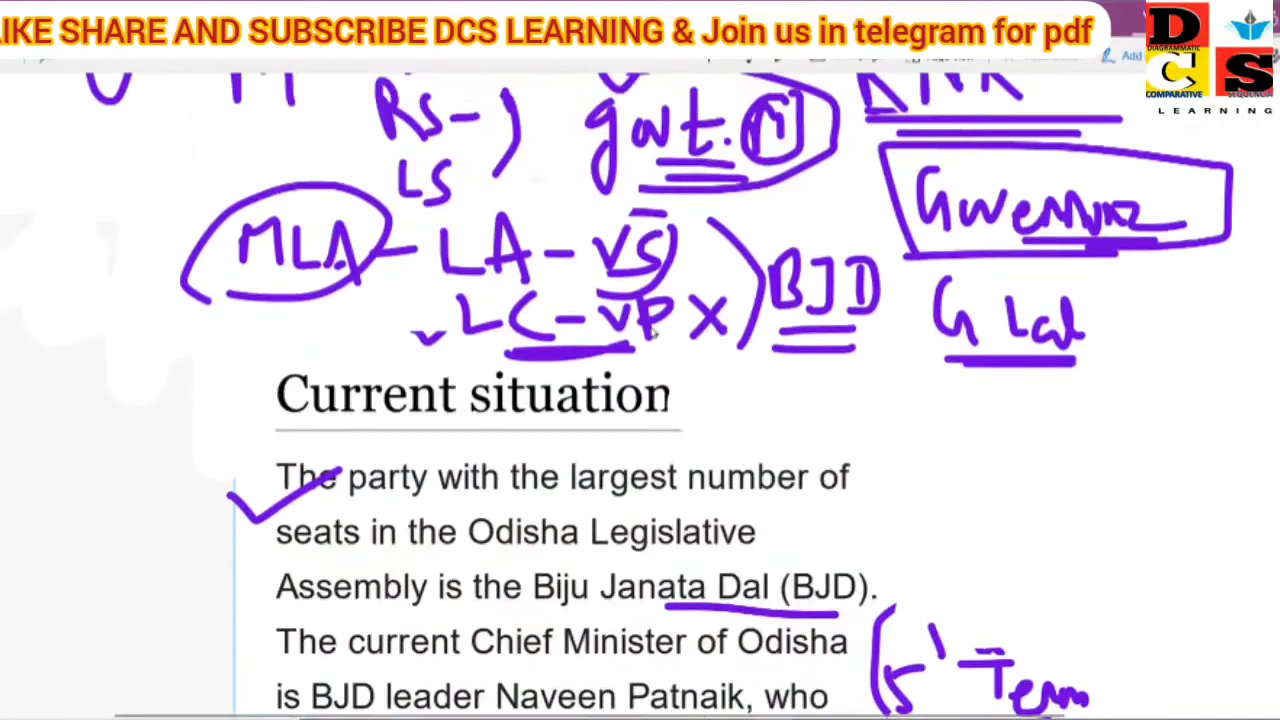 LIKE SHARE AND SUBSCRIBE DCS LEARNING & Join us in telegram for pdf
D
DIAGRAMMATIC
C S
COMPARATIVE SEQUENCIA
LEARNING
Add
RS-
govt. M
LS
Governor
MLA - LA - VS
BJD
LC - VP X
G Lal
Current situation
The party with the largest number of
seats in the Odisha Legislative
Assembly is the Biju Janata Dal (BJD).
The current Chief Minister of Odisha
is BJD leader Naveen Patnaik, who
(5' Term